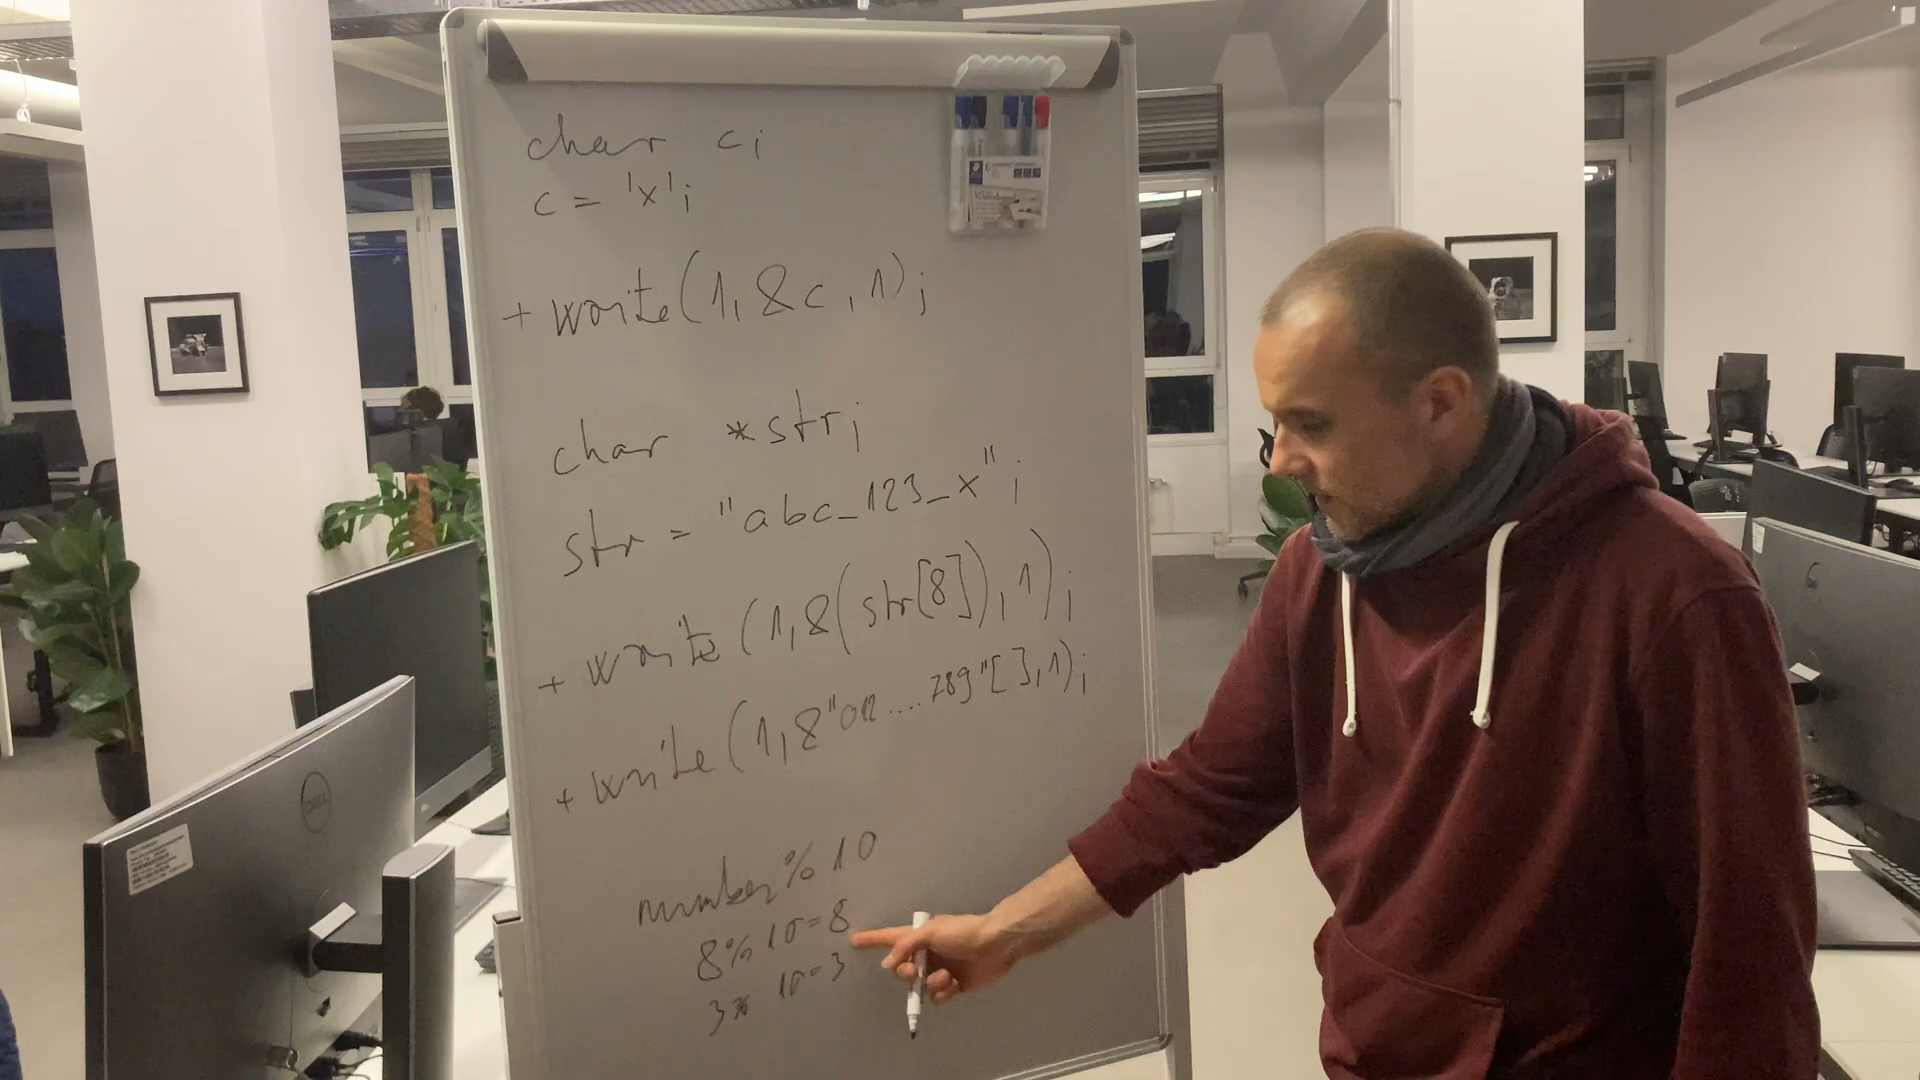 char c;
c = 'x';
+ write(1, &c, 1);
char *str;
str = "abc_123_x";
+ write(1,&(str[8]),1);
+ write(1,&"012....789"[],1);
number % 10
8% 10=8
3% 10=3
DELL